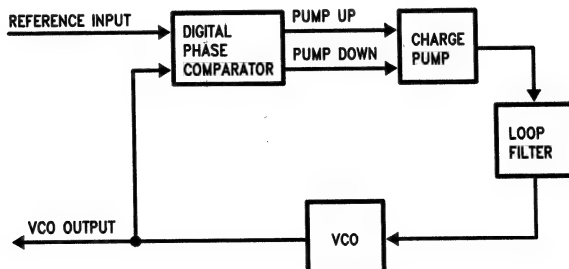 REFERENCE INPUT
DIGITAL
PHASE
COMPARATOR
PUMP UP
PUMP DOWN
CHARGE
PUMP
LOOP
FILTER
VCO
VCO OUTPUT